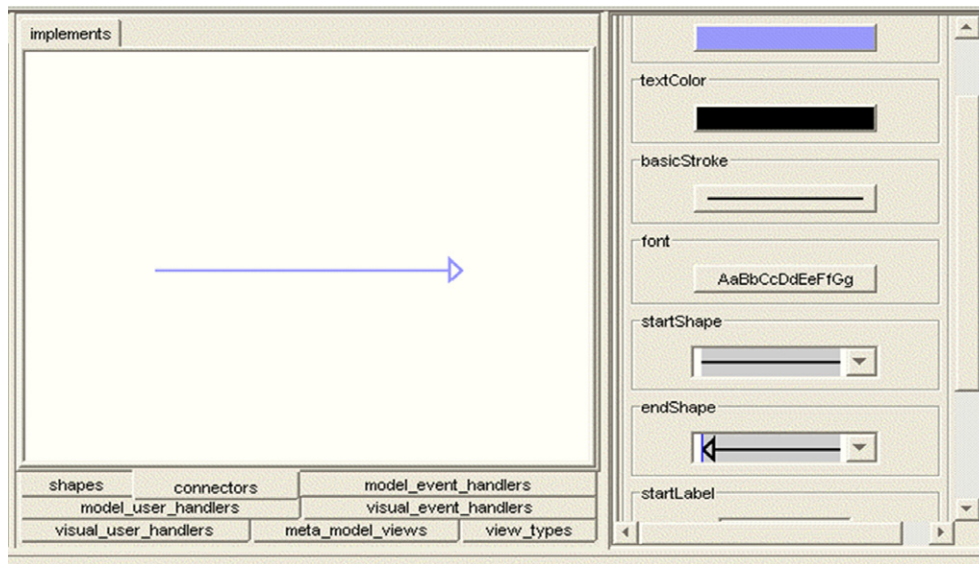 implements
shapes
connectors
model_event_handlers
model_user_handlers
visual_event_handlers
visual_user_handlers
meta_model_views
view_types
textColor
basicStroke
font
AaBbCcDdEeFfGg
startShape
endShape
startLabel